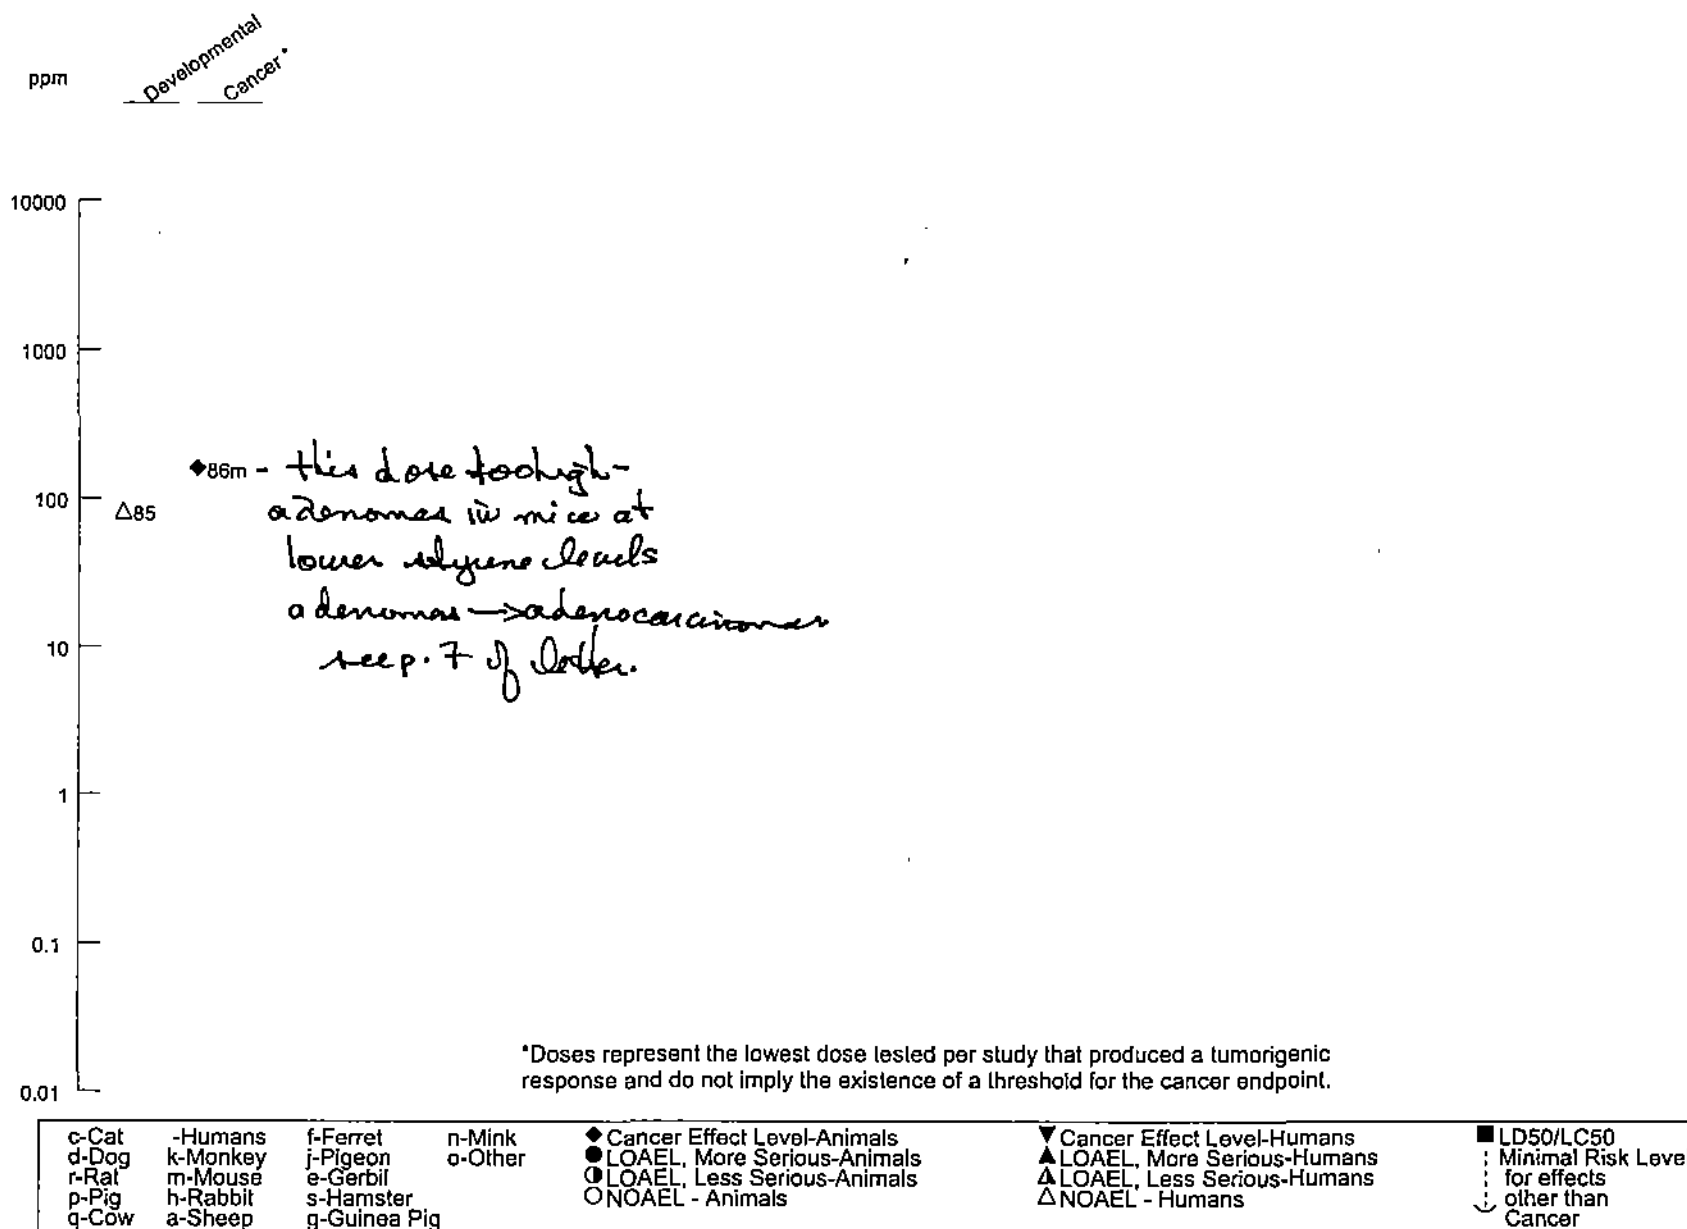 ppm
Developmental
Cancer*
10000
1000
◆86m - this dose too high-
100
△85
adenomas in mice at
lower styrene levels
adenomas → adenocarcinomas
10
see p. 7 of letter.
1
0.1
0.01
*Doses represent the lowest dose tested per study that produced a tumorigenic
response and do not imply the existence of a threshold for the cancer endpoint.
c-Cat -Humans f-Ferret n-Mink ◆Cancer Effect Level-Animals ▼Cancer Effect Level-Humans ■LD50/LC50
d-Dog k-Monkey j-Pigeon o-Other ●LOAEL, More Serious-Animals ▲LOAEL, More Serious-Humans Minimal Risk Level
r-Rat m-Mouse e-Gerbil ◑LOAEL, Less Serious-Animals ◮LOAEL, Less Serious-Humans for effects
p-Pig h-Rabbit s-Hamster ○NOAEL - Animals △NOAEL - Humans other than
q-Cow a-Sheep g-Guinea Pig Cancer